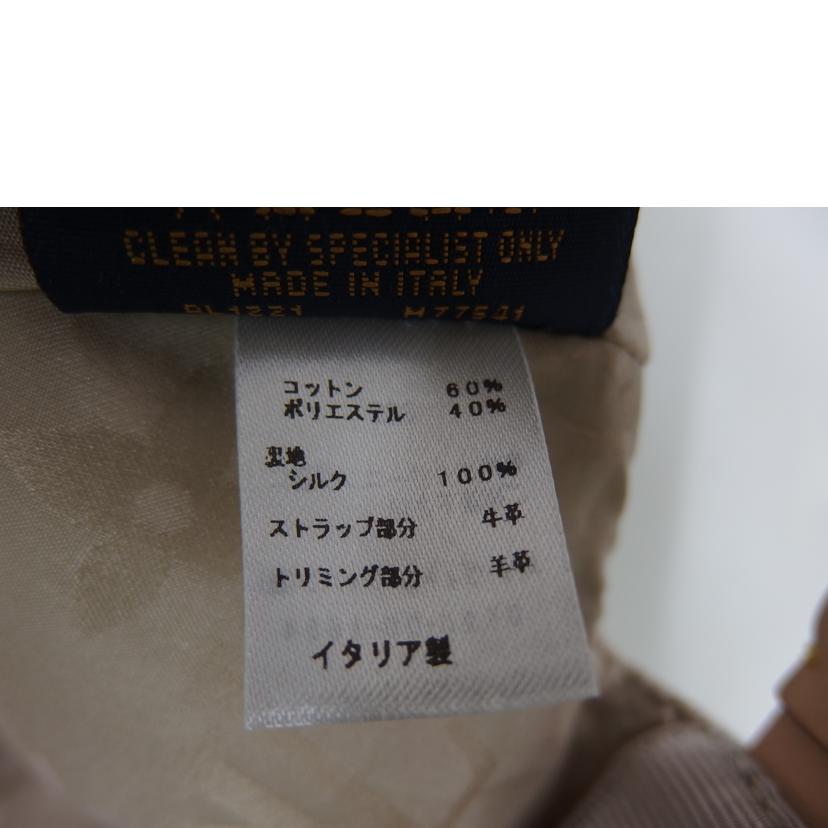 CLEAN BY SPECIALIST ONLY
MADE IN ITALY
コットン 60%
ポリエステル 40%
裏地
シルク 100%
ストラップ部分 牛革
トリミング部分 羊革
イタリア製